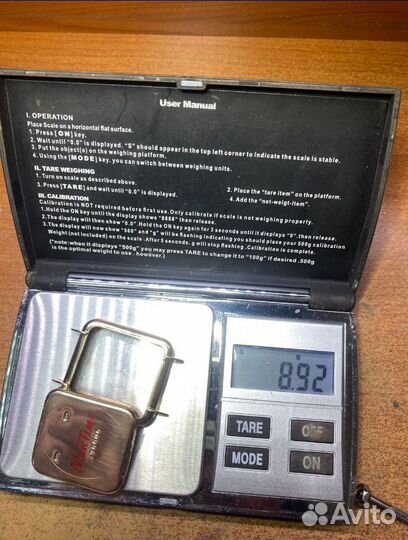 User Manual
I. OPERATION
Place Scale on a horizontal flat surface.
1. Press [ON] key.
2. Wait until "0.0" is displayed. "S" should appear in the top left corner to indicate the scale is stable.
3. Put the object(s) on the weighing platform.
4. Using the [MODE] key, you can switch between weighing units.
II. TARE WEIGHING
1. Turn on scale as described above.
2. Place the "tare item" on the platform.
3. Press [TARE] and wait until "0.0" is displayed.
4. Add the "net-weigt-item".
III. CALIBRATION
Calibration is NOT required before first use. Only calibrate if scale is not weighing properly.
1. Hold the ON key until the display shows "8888" then release.
2. The display will then show "0.0". Hold the ON key again for 3 seconds until it displays "0". then release.
3. The display will now show "500" and "g" will be flashing indicating you should place your 500g calibration
Weight (not included) on the scale. After 5 seconds. g will stop flashing. Calibration is complete.
(*note: when it displays "500g" you may press TARE to change it to "100g" if desired. 500g
is the optimal weight to use. however.)
g
8.92
TARE
OFF
MODE
ON
Avito